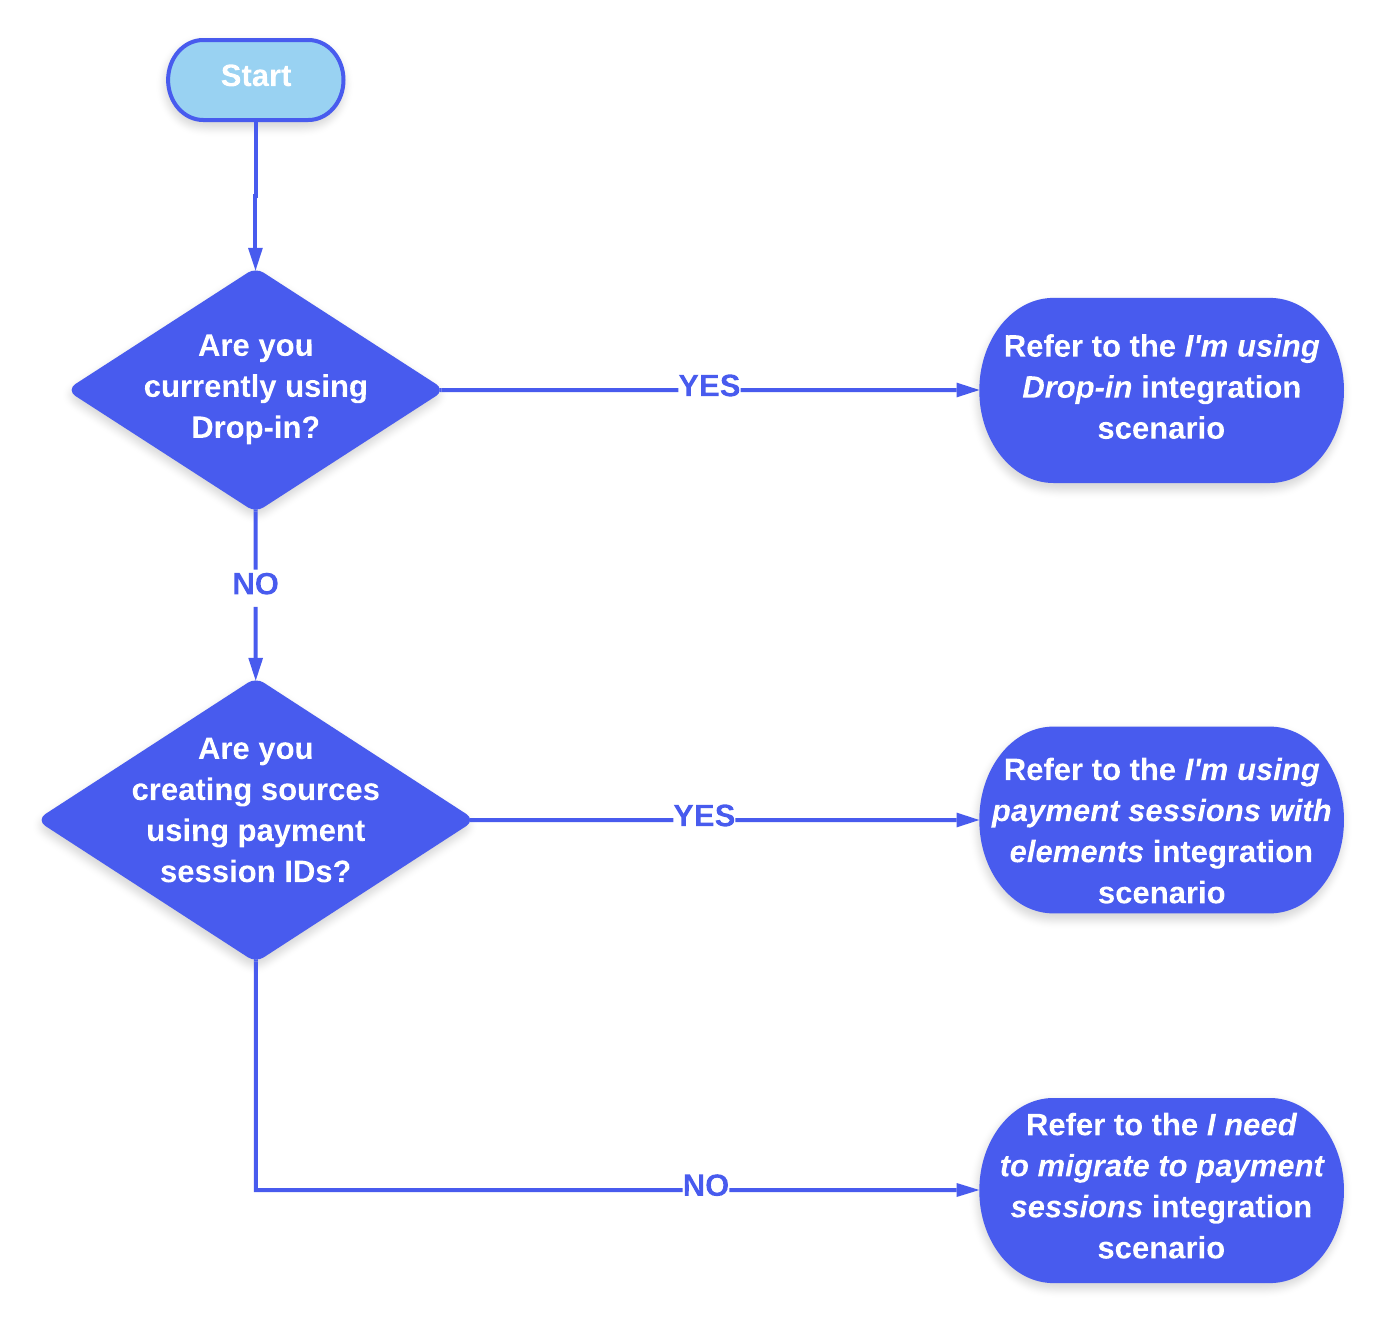 Start
Are you
currently using
Drop-in?
YES
Refer to the I'm using
Drop-in integration
scenario
NO
Are you
creating sources
using payment
session IDs?
YES
Refer to the I'm using
payment sessions with
elements integration
scenario
NO
Refer to the I need
to migrate to payment
sessions integration
scenario